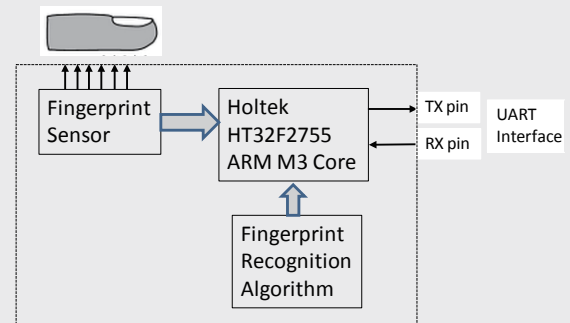 Fingerprint
Sensor
Holtek
HT32F2755
ARM M3 Core
TX pin
RX pin
UART
Interface
Fingerprint
Recognition
Algorithm